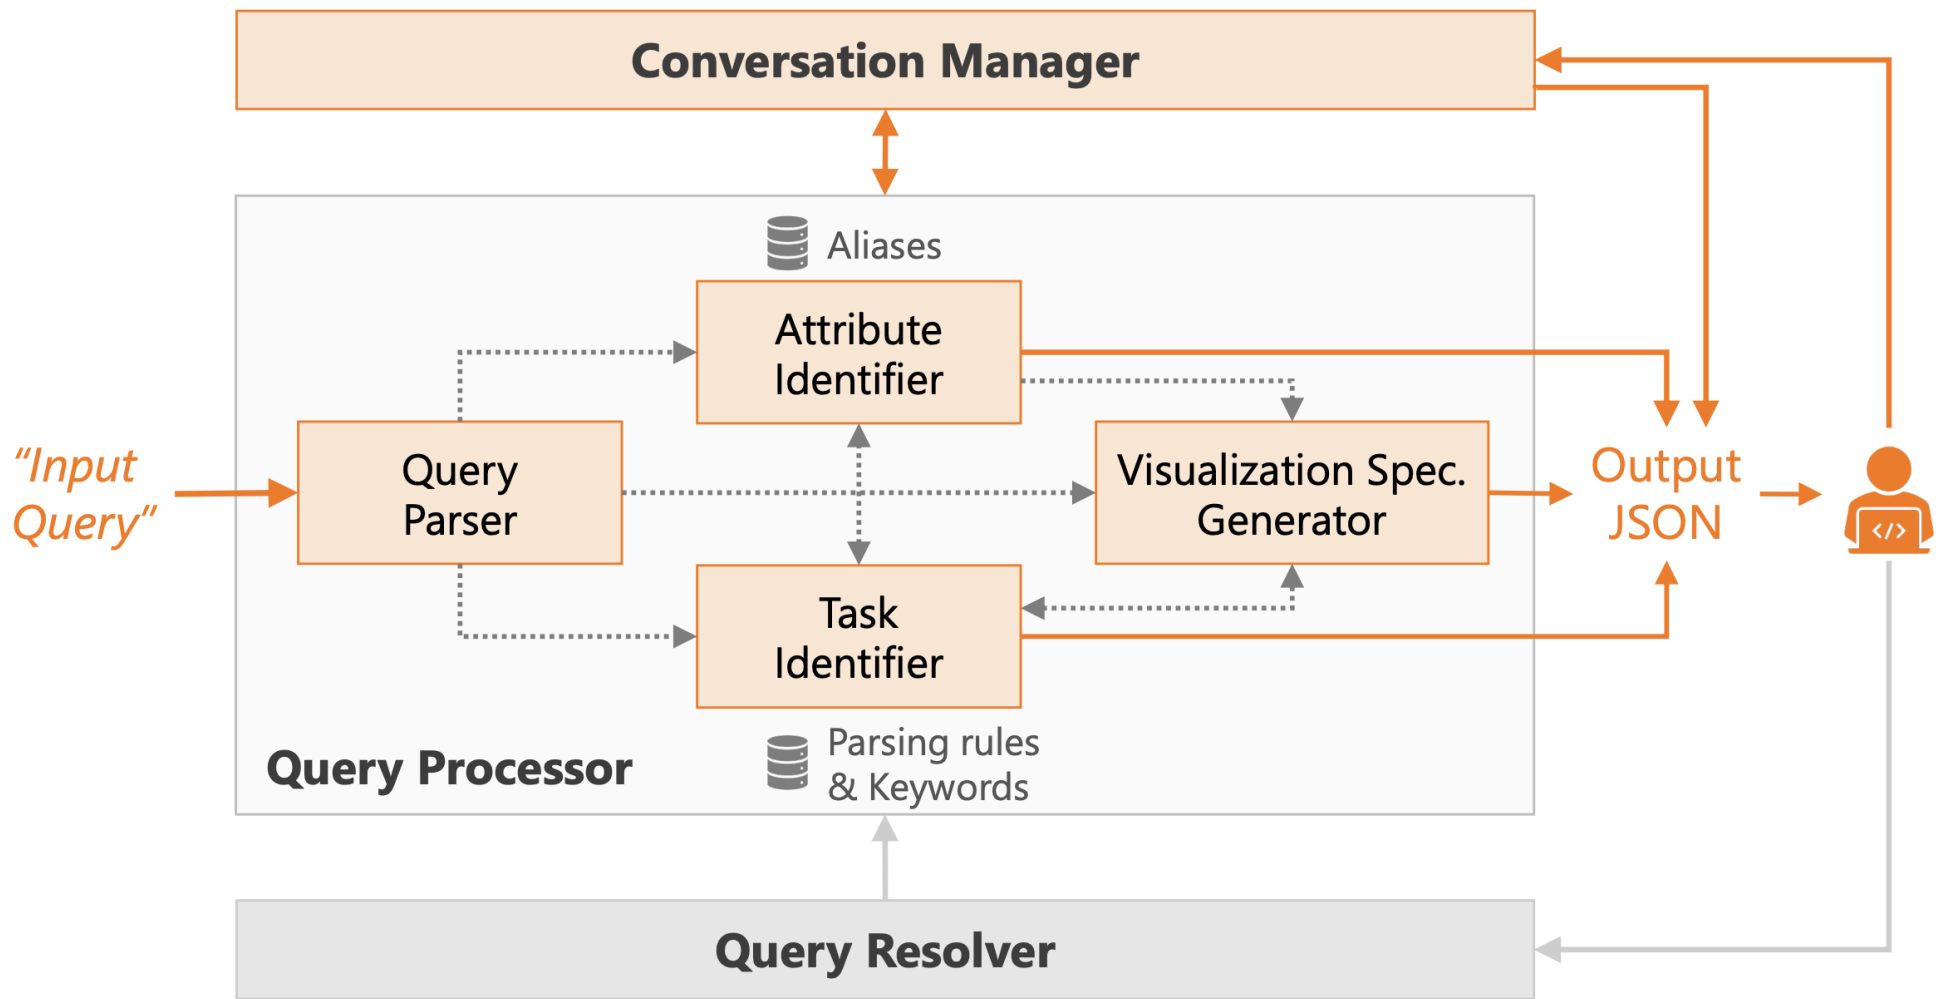 Conversation Manager
Aliases
Attribute
Identifier
“Input
Query”
Query
Parser
Visualization Spec.
Generator
Output
JSON
</>
Task
Identifier
Parsing rules
& Keywords
Query Processor
Query Resolver